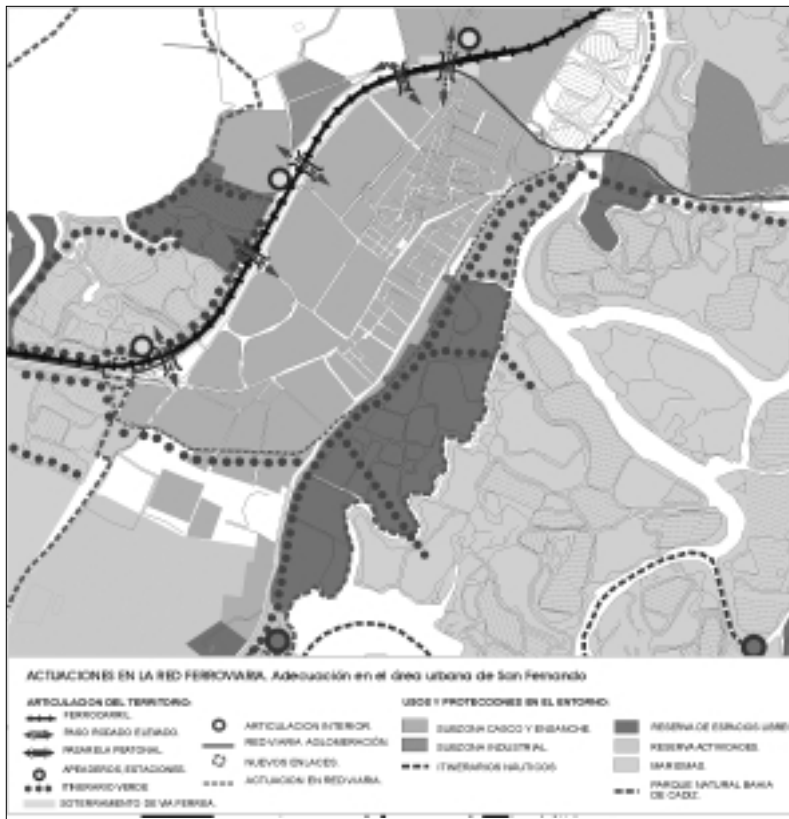 ACTUACIONES EN LA RED FERROVIARIA. Adecuación en el área urbana de San Fernando
ARTICULACION DEL TERRITORIO:
FERROCARRIL.
PASO RODADO ELEVADO.
PASARELA PEATONAL.
APEADEROS, ESTACIONES.
ITINERARIO VERDE
SOTERRAMIENTO DE VIA FERREA.
ARTICULACION INTERIOR.
RED VIARIA AGLOMERACIÓN.
NUEVOS ENLACES.
ACTUACION EN RED VIARIA.
USOS Y PROTECCIONES EN EL ENTORNO:
SUBZONA CASCO Y ENSANCHE.
SUBZONA INDUSTRIAL.
ITINERARIOS NÁUTICOS
RESERVA DE ESPACIOS LIBRES
RESERVA ACTIVIDADES.
MARISMAS.
PARQUE NATURAL BAHIA
DE CADIZ.